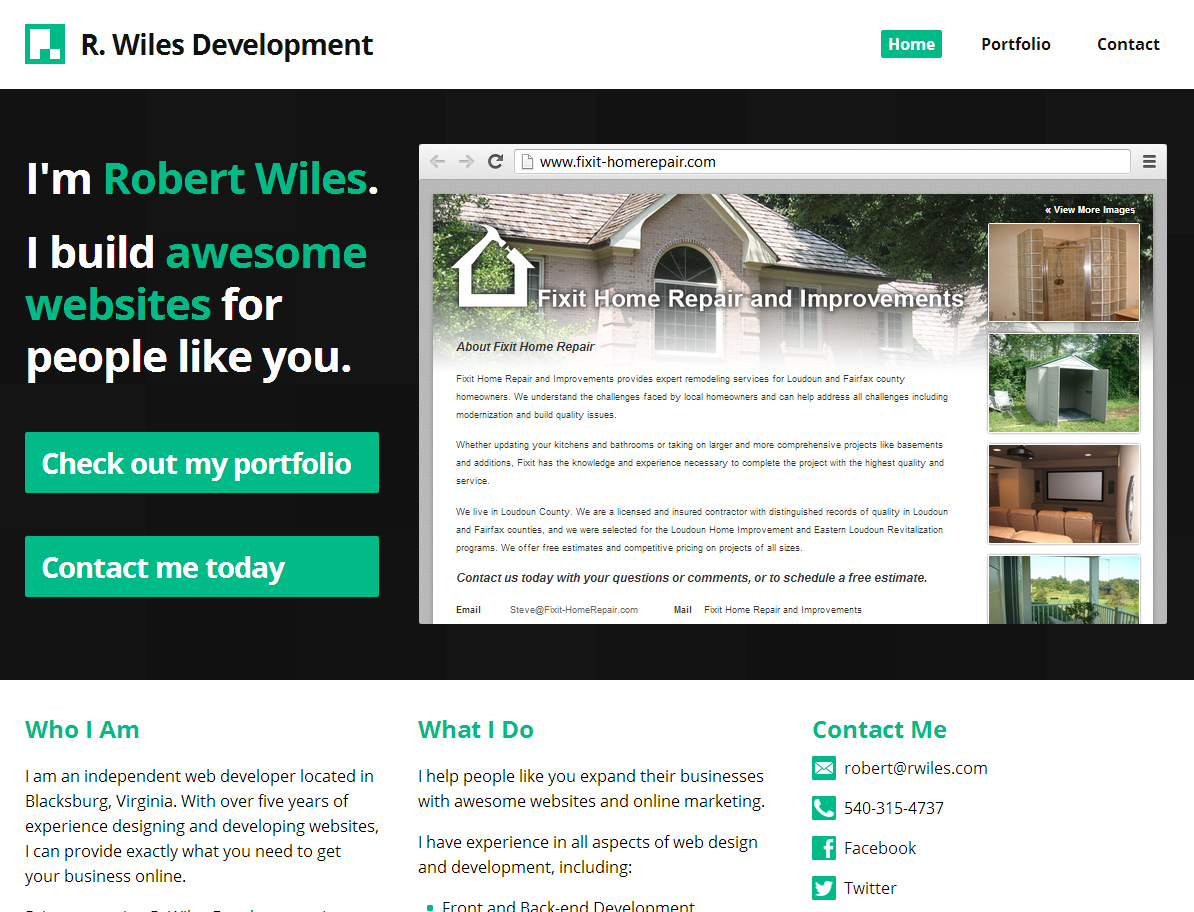 R. Wiles Development
Home
Portfolio
Contact
I'm Robert Wiles.
I build awesome
websites for
people like you.
Check out my portfolio
Contact me today
www.fixit-homerepair.com
« View More Images
Fixit Home Repair and Improvements
About Fixit Home Repair
Fixit Home Repair and Improvements provides expert remodeling services for Loudoun and Fairfax county
homeowners. We understand the challenges faced by local homeowners and can help address all challenges including
modernization and build quality issues.
Whether updating your kitchens and bathrooms or taking on larger and more comprehensive projects like basements
and additions, Fixit has the knowledge and experience necessary to complete the project with the highest quality and
service.
We live in Loudoun County. We are a licensed and insured contractor with distinguished records of quality in Loudoun
and Fairfax counties, and we were selected for the Loudoun Home Improvement and Eastern Loudoun Revitalization
programs. We offer free estimates and competitive pricing on projects of all sizes.
Contact us today with your questions or comments, or to schedule a free estimate.
Email Steve@Fixit-HomeRepair.com Mail Fixit Home Repair and Improvements
Who I Am
I am an independent web developer located in
Blacksburg, Virginia. With over five years of
experience designing and developing websites,
I can provide exactly what you need to get
your business online.
What I Do
I help people like you expand their businesses
with awesome websites and online marketing.
I have experience in all aspects of web design
and development, including:
Front and Back-end Development
Contact Me
robert@rwiles.com
540-315-4737
Facebook
Twitter